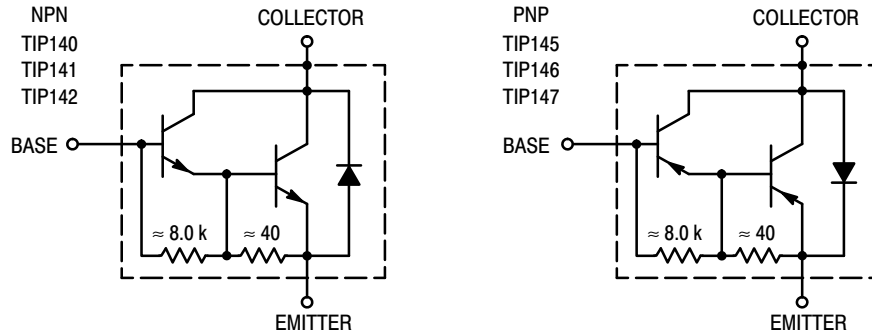 NPN
TIP140
TIP141
TIP142
COLLECTOR
BASE
≈ 8.0 k
≈ 40
EMITTER
PNP
TIP145
TIP146
TIP147
COLLECTOR
BASE
≈ 8.0 k
≈ 40
EMITTER